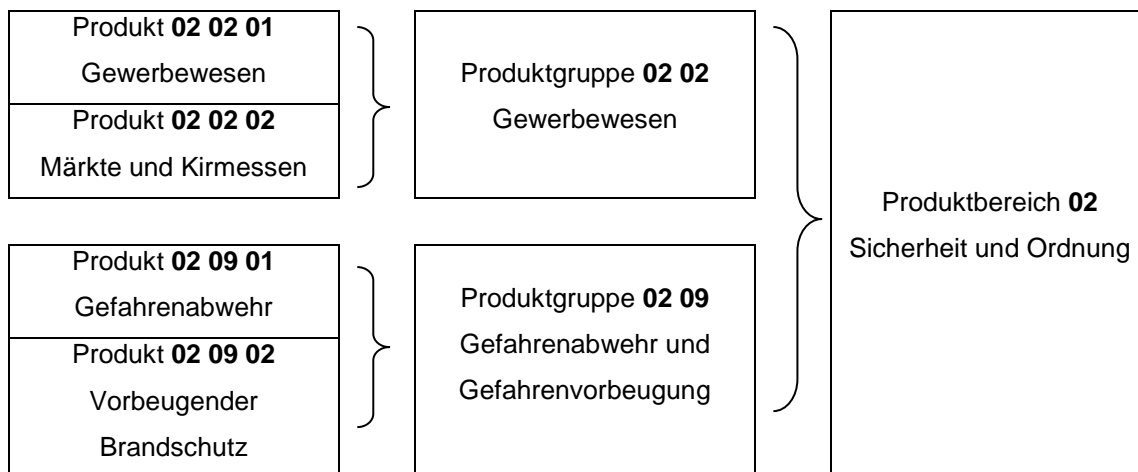 Produkt 02 02 01
Gewerbewesen
Produkt 02 02 02
Märkte und Kirmessen
Produktgruppe 02 02
Gewerbewesen
Produkt 02 09 01
Gefahrenabwehr
Produkt 02 09 02
Vorbeugender
Brandschutz
Produktgruppe 02 09
Gefahrenabwehr und
Gefahrenvorbeugung
Produktbereich 02
Sicherheit und Ordnung